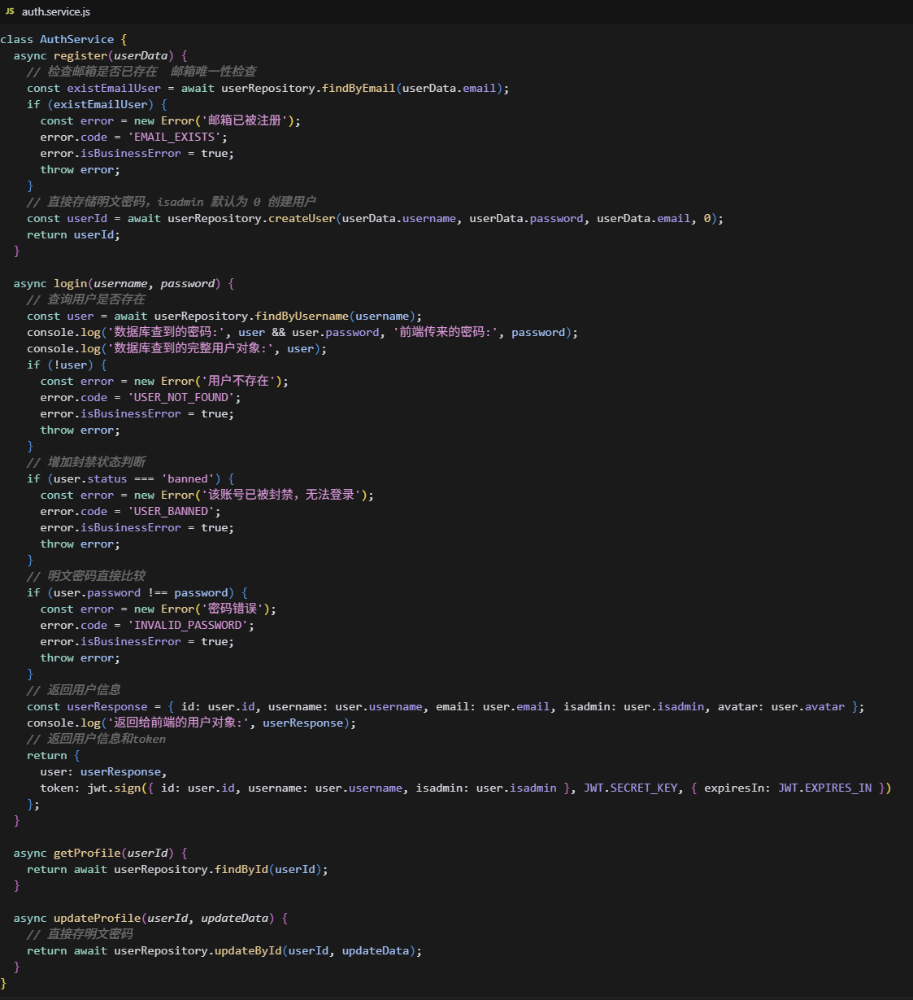 JS auth.service.js
class AuthService {
  async register(userData) {
    // 检查邮箱是否已存在  邮箱唯一性检查
    const existEmailUser = await userRepository.findByEmail(userData.email);
    if (existEmailUser) {
      const error = new Error('邮箱已被注册');
      error.code = 'EMAIL_EXISTS';
      error.isBusinessError = true;
      throw error;
    }
    // 直接存储明文密码，isadmin 默认为 0 创建用户
    const userId = await userRepository.createUser(userData.username, userData.password, userData.email, 0);
    return userId;
  }

  async login(username, password) {
    // 查询用户是否存在
    const user = await userRepository.findByUsername(username);
    console.log('数据库查到的密码:', user && user.password, '前端传来的密码:', password);
    console.log('数据库查到的完整用户对象:', user);
    if (!user) {
      const error = new Error('用户不存在');
      error.code = 'USER_NOT_FOUND';
      error.isBusinessError = true;
      throw error;
    }
    // 增加封禁状态判断
    if (user.status === 'banned') {
      const error = new Error('该账号已被封禁，无法登录');
      error.code = 'USER_BANNED';
      error.isBusinessError = true;
      throw error;
    }
    // 明文密码直接比较
    if (user.password !== password) {
      const error = new Error('密码错误');
      error.code = 'INVALID_PASSWORD';
      error.isBusinessError = true;
      throw error;
    }
    // 返回用户信息
    const userResponse = { id: user.id, username: user.username, email: user.email, isadmin: user.isadmin, avatar: user.avatar };
    console.log('返回给前端的用户对象:', userResponse);
    // 返回用户信息和token
    return {
      user: userResponse,
      token: jwt.sign({ id: user.id, username: user.username, isadmin: user.isadmin }, JWT.SECRET_KEY, { expiresIn: JWT.EXPIRES_IN })
    };
  }

  async getProfile(userId) {
    return await userRepository.findById(userId);
  }

  async updateProfile(userId, updateData) {
    // 直接存明文密码
    return await userRepository.updateById(userId, updateData);
  }
}